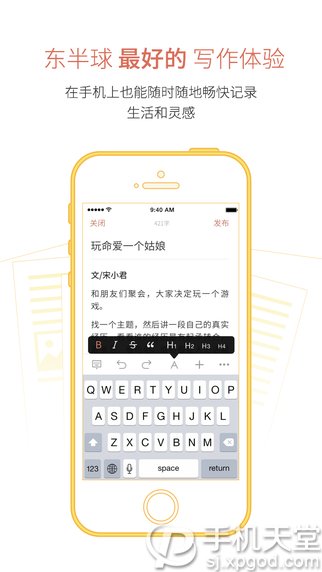 东半球 最好的 写作体验
在手机上也能随时随地畅快记录
生活和灵感
9:40 AM
关闭 421字 发布
玩命爱一个姑娘
文/宋小君
和朋友们聚会，大家决定玩一个游
戏。
找一个主题，然后讲一段自己的真实
B I S “ H1 H2 H3 H4
A
Q W E R T Y U I O P
A S D F G H J K L
Z X C V B N M
123 space return
手机天堂
sj.xpgod.com